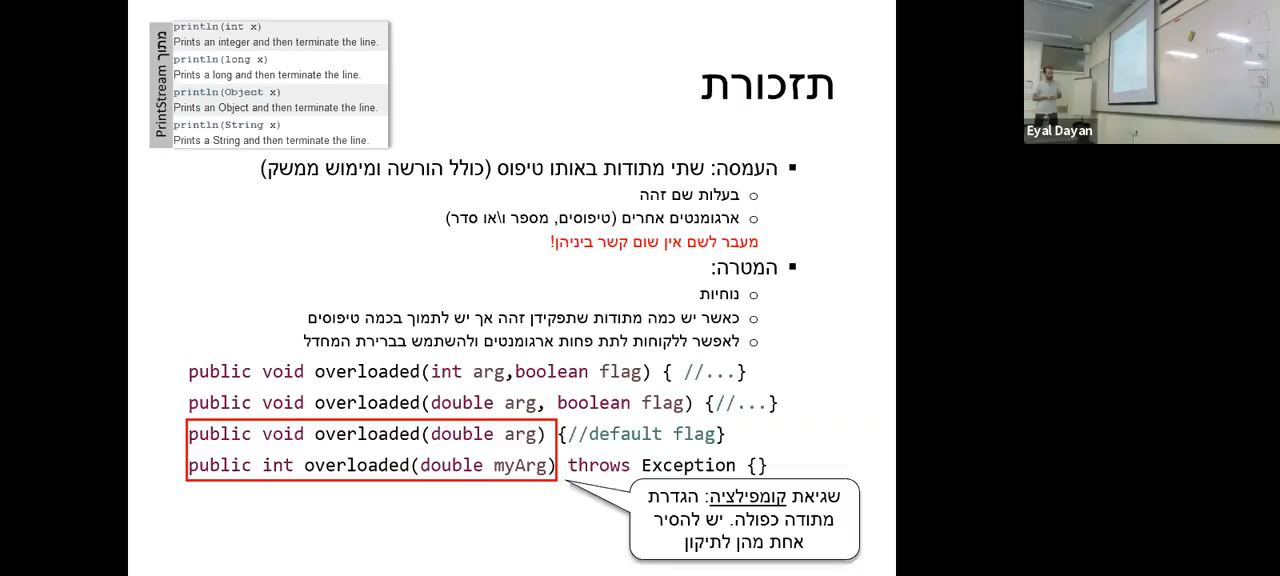 תזכורת
מתוך PrintStream
println(int x)
Prints an integer and then terminate the line.
println(long x)
Prints a long and then terminate the line.
println(Object x)
Prints an Object and then terminate the line.
println(String x)
Prints a String and then terminate the line.
Eyal Dayan
▪ העמסה: שתי מתודות באותו טיפוס (כולל הורשה ומימוש ממשק)
o בעלות שם זהה
o ארגומנטים אחרים (טיפוסים, מספר ו\או סדר)
מעבר לשם אין שום קשר ביניהן!
▪ המטרה:
o נוחיות
o כאשר יש כמה מתודות שתפקידן זהה אך יש לתמוך בכמה טיפוסים
o לאפשר ללקוחות לתת פחות ארגומנטים ולהשתמש בברירת המחדל
public void overloaded(int arg,boolean flag) { //...}
public void overloaded(double arg, boolean flag) {//...}
public void overloaded(double arg) {//default flag}
public int overloaded(double myArg) throws Exception {}
שגיאת קומפילציה: הגדרת
מתודה כפולה. יש להסיר
אחת מהן לתיקון